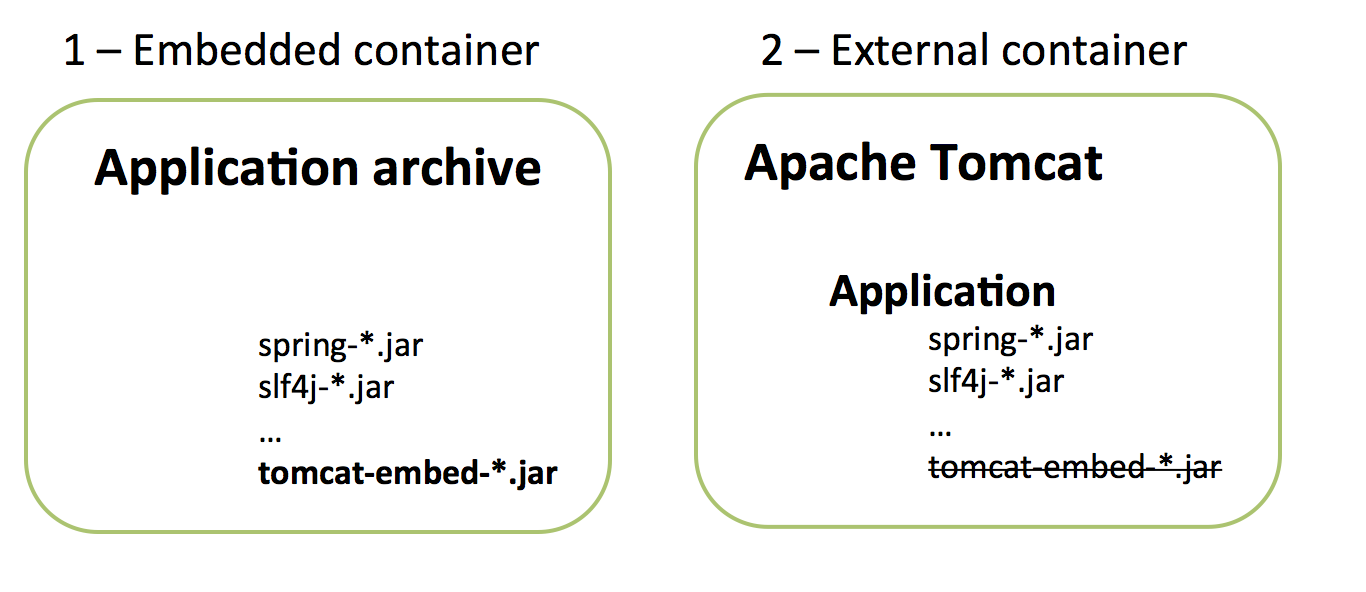 1 – Embedded container
Application archive
spring-*.jar
slf4j-*.jar
...
tomcat-embed-*.jar
2 – External container
Apache Tomcat
Application
spring-*.jar
slf4j-*.jar
...
tomcat-embed-*.jar